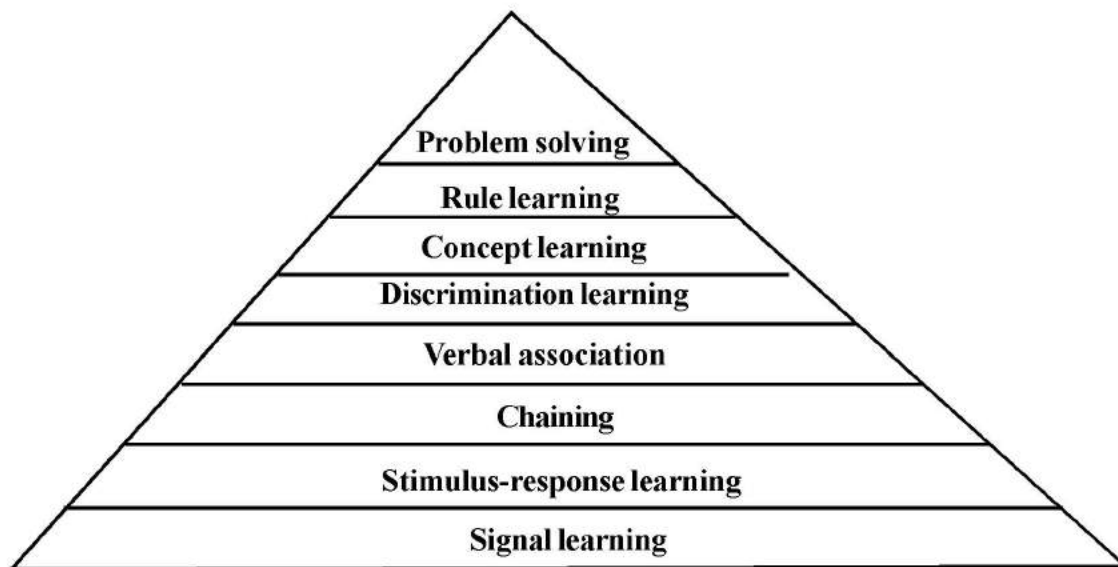 Problem solving
Rule learning
Concept learning
Discrimination learning
Verbal association
Chaining
Stimulus-response learning
Signal learning